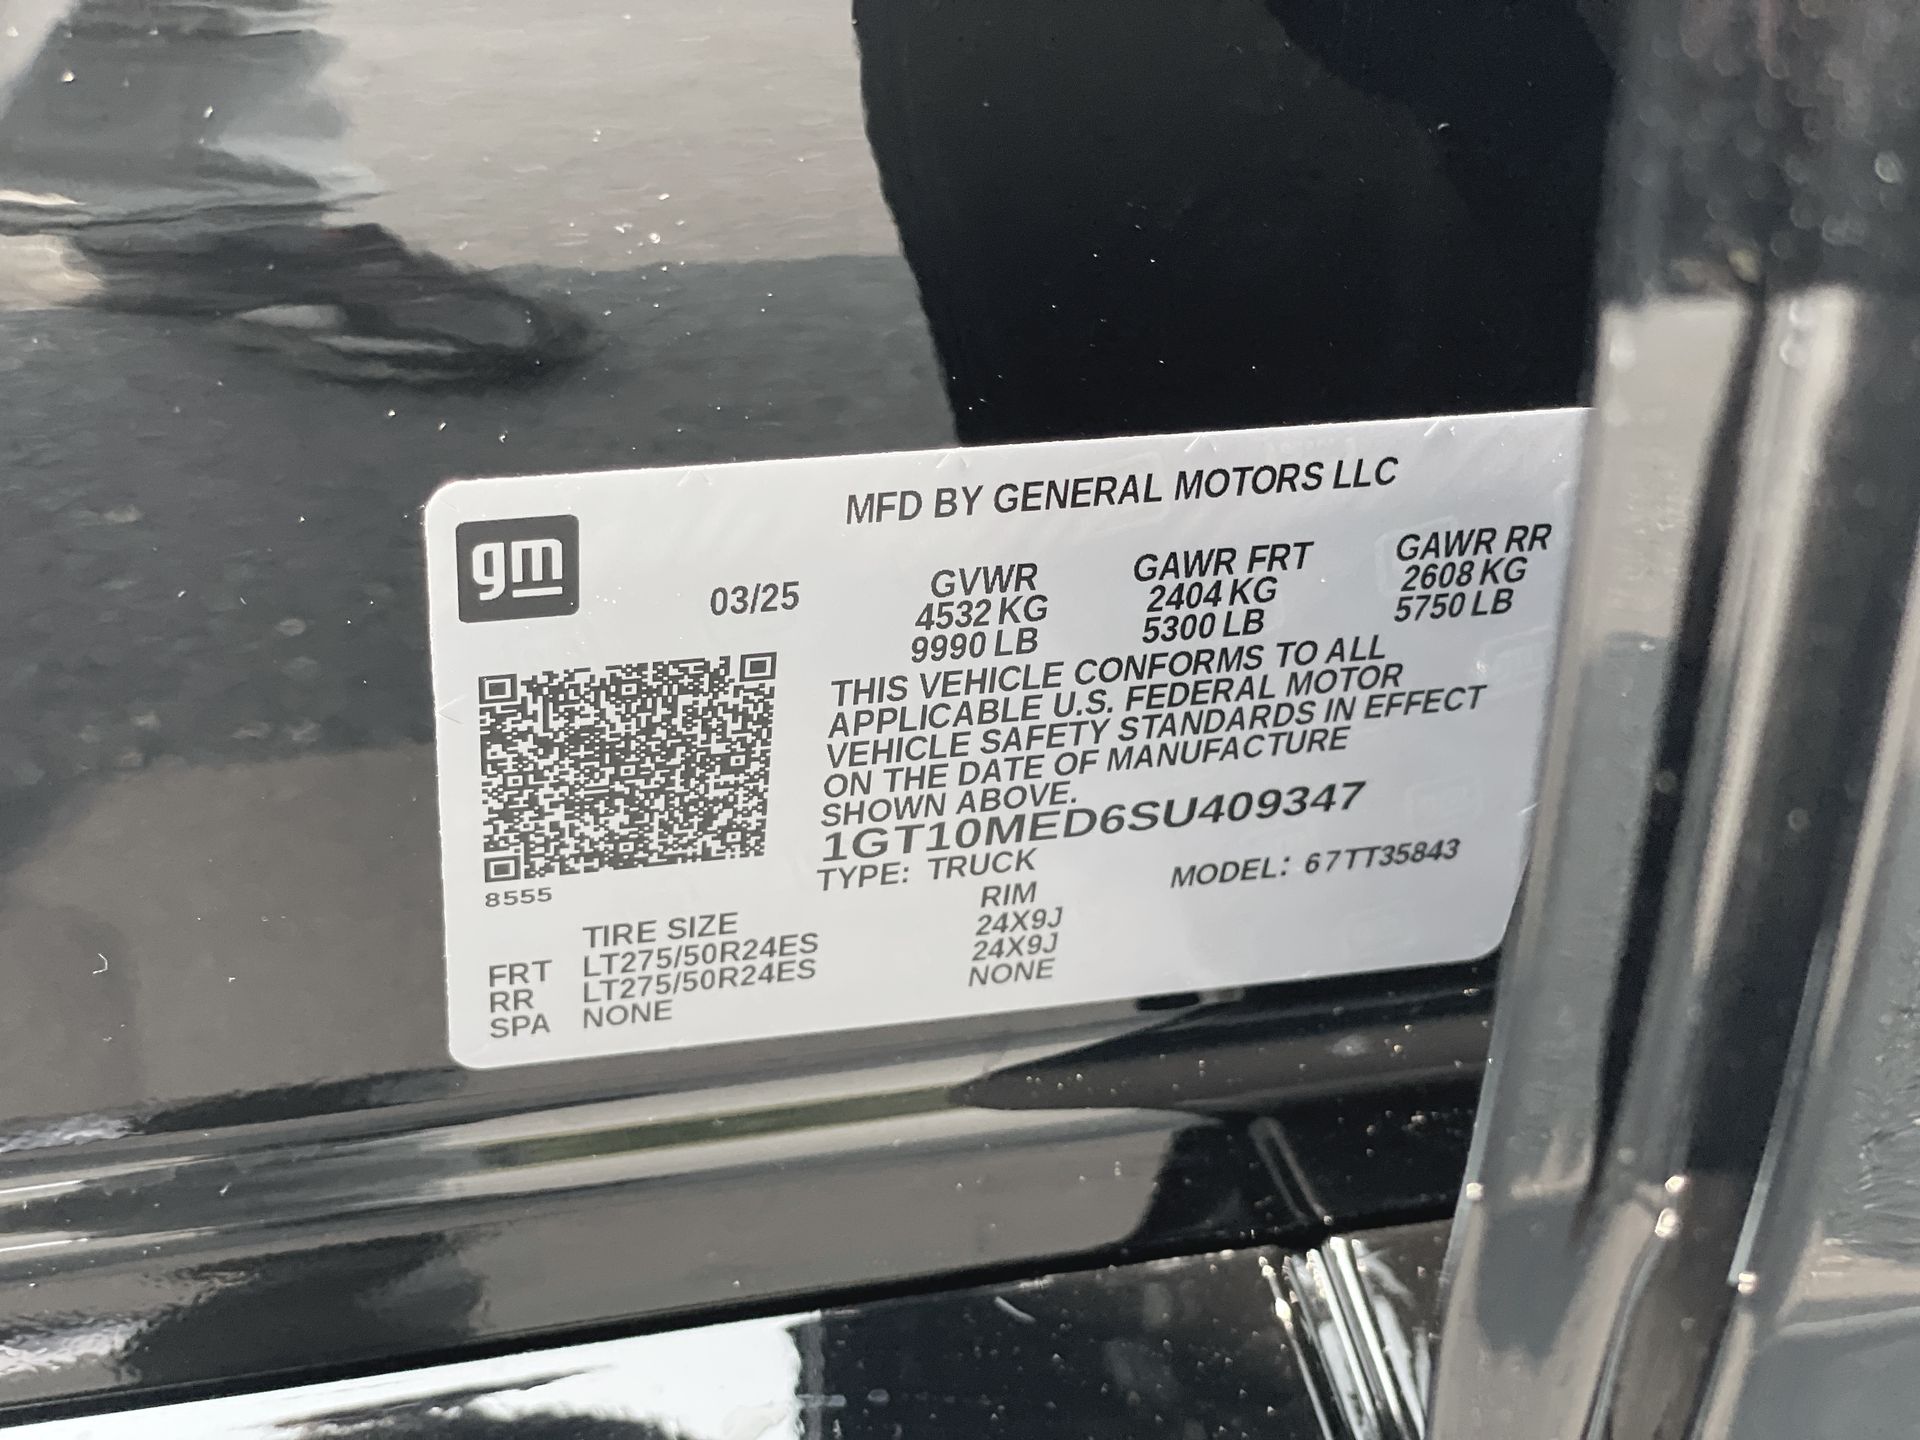 MFD BY GENERAL MOTORS LLC
gm
03/25
GVWR
4532 KG
9990 LB
GAWR FRT
2404 KG
5300 LB
GAWR RR
2608 KG
5750 LB
THIS VEHICLE CONFORMS TO ALL
APPLICABLE U.S. FEDERAL MOTOR
VEHICLE SAFETY STANDARDS IN EFFECT
ON THE DATE OF MANUFACTURE
SHOWN ABOVE.
1GT10MED6SU409347
TYPE: TRUCK
MODEL: 67TT35843
8555
TIRE SIZE RIM
FRT LT275/50R24ES 24X9J
RR LT275/50R24ES 24X9J
SPA NONE NONE